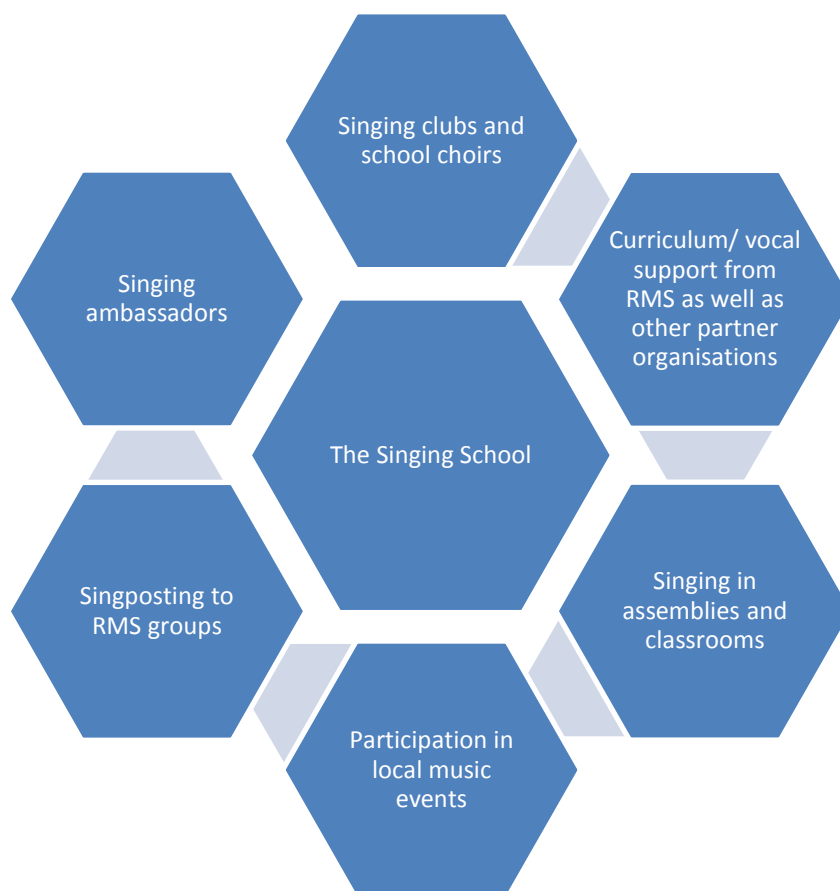 Singing clubs and
school choirs
Curriculum/ vocal
support from
RMS as well as
other partner
organisations
Singing
ambassadors
The Singing School
Singing in
assemblies and
classrooms
Singposting to
RMS groups
Participation in
local music
events